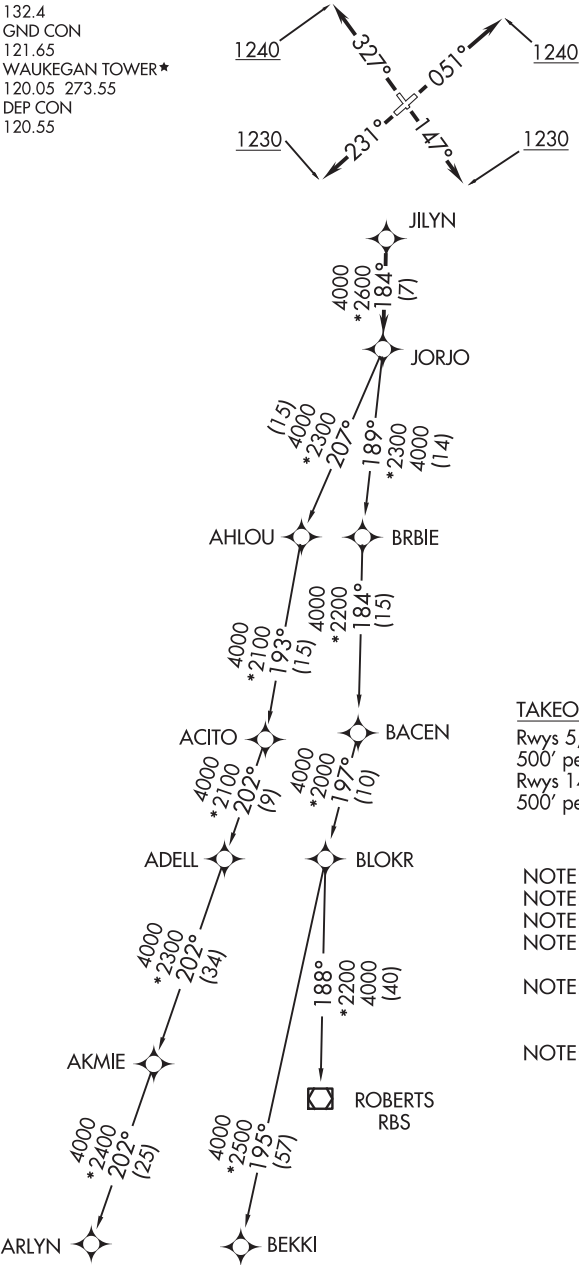 132.4
GND CON
121.65
WAUKEGAN TOWER★
120.05 273.55
DEP CON
120.55
1240
327°
051°
1240
1230
231°
147°
1230
JILYN
4000
*2600
184°
(7)
JORJO
(15)
4000
*2300
207°
189°
*2300
4000
(14)
AHLOU
BRBIE
4000
*2100
193°
(15)
4000
*2200
184°
(15)
ACITO
BACEN
4000
*2100
202°
(9)
4000
*2000
197°
(10)
TAKEO
Rwys 5,
500' pe
Rwys 14
500' pe
ADELL
BLOKR
NOTE
NOTE
NOTE
NOTE
NOTE
NOTE
4000
*2300
202°
(34)
188°
*2200
4000
(40)
AKMIE
ROBERTS
RBS
4000
*2400
202°
(25)
4000
*2500
195°
(57)
ARLYN
BEKKI